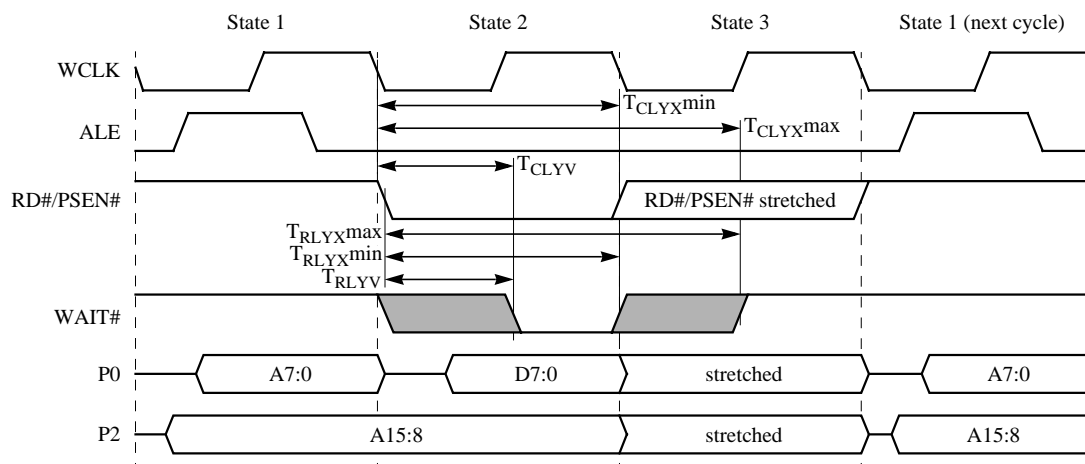 State 1 State 2 State 3 State 1 (next cycle)
WCLK
TCLYXmin
ALE
TCLYXmax
TCLYV
RD#/PSEN#
RD#/PSEN# stretched
TRLYXmax
TRLYXmin
TRLYV
WAIT#
P0 A7:0 D7:0 stretched A7:0
P2 A15:8 stretched A15:8